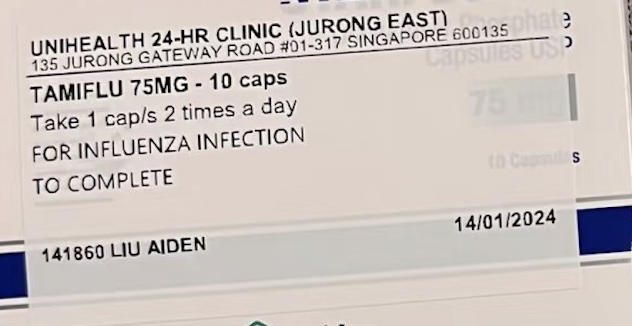 UNIHEALTH 24-HR CLINIC (JURONG EAST)
135 JURONG GATEWAY ROAD #01-317 SINGAPORE 600135
TAMIFLU 75MG - 10 caps
Take 1 cap/s 2 times a day
FOR INFLUENZA INFECTION
TO COMPLETE
141860 LIU AIDEN
14/01/2024
Phosphate
Capsules USP
75 mg
10 Capsules